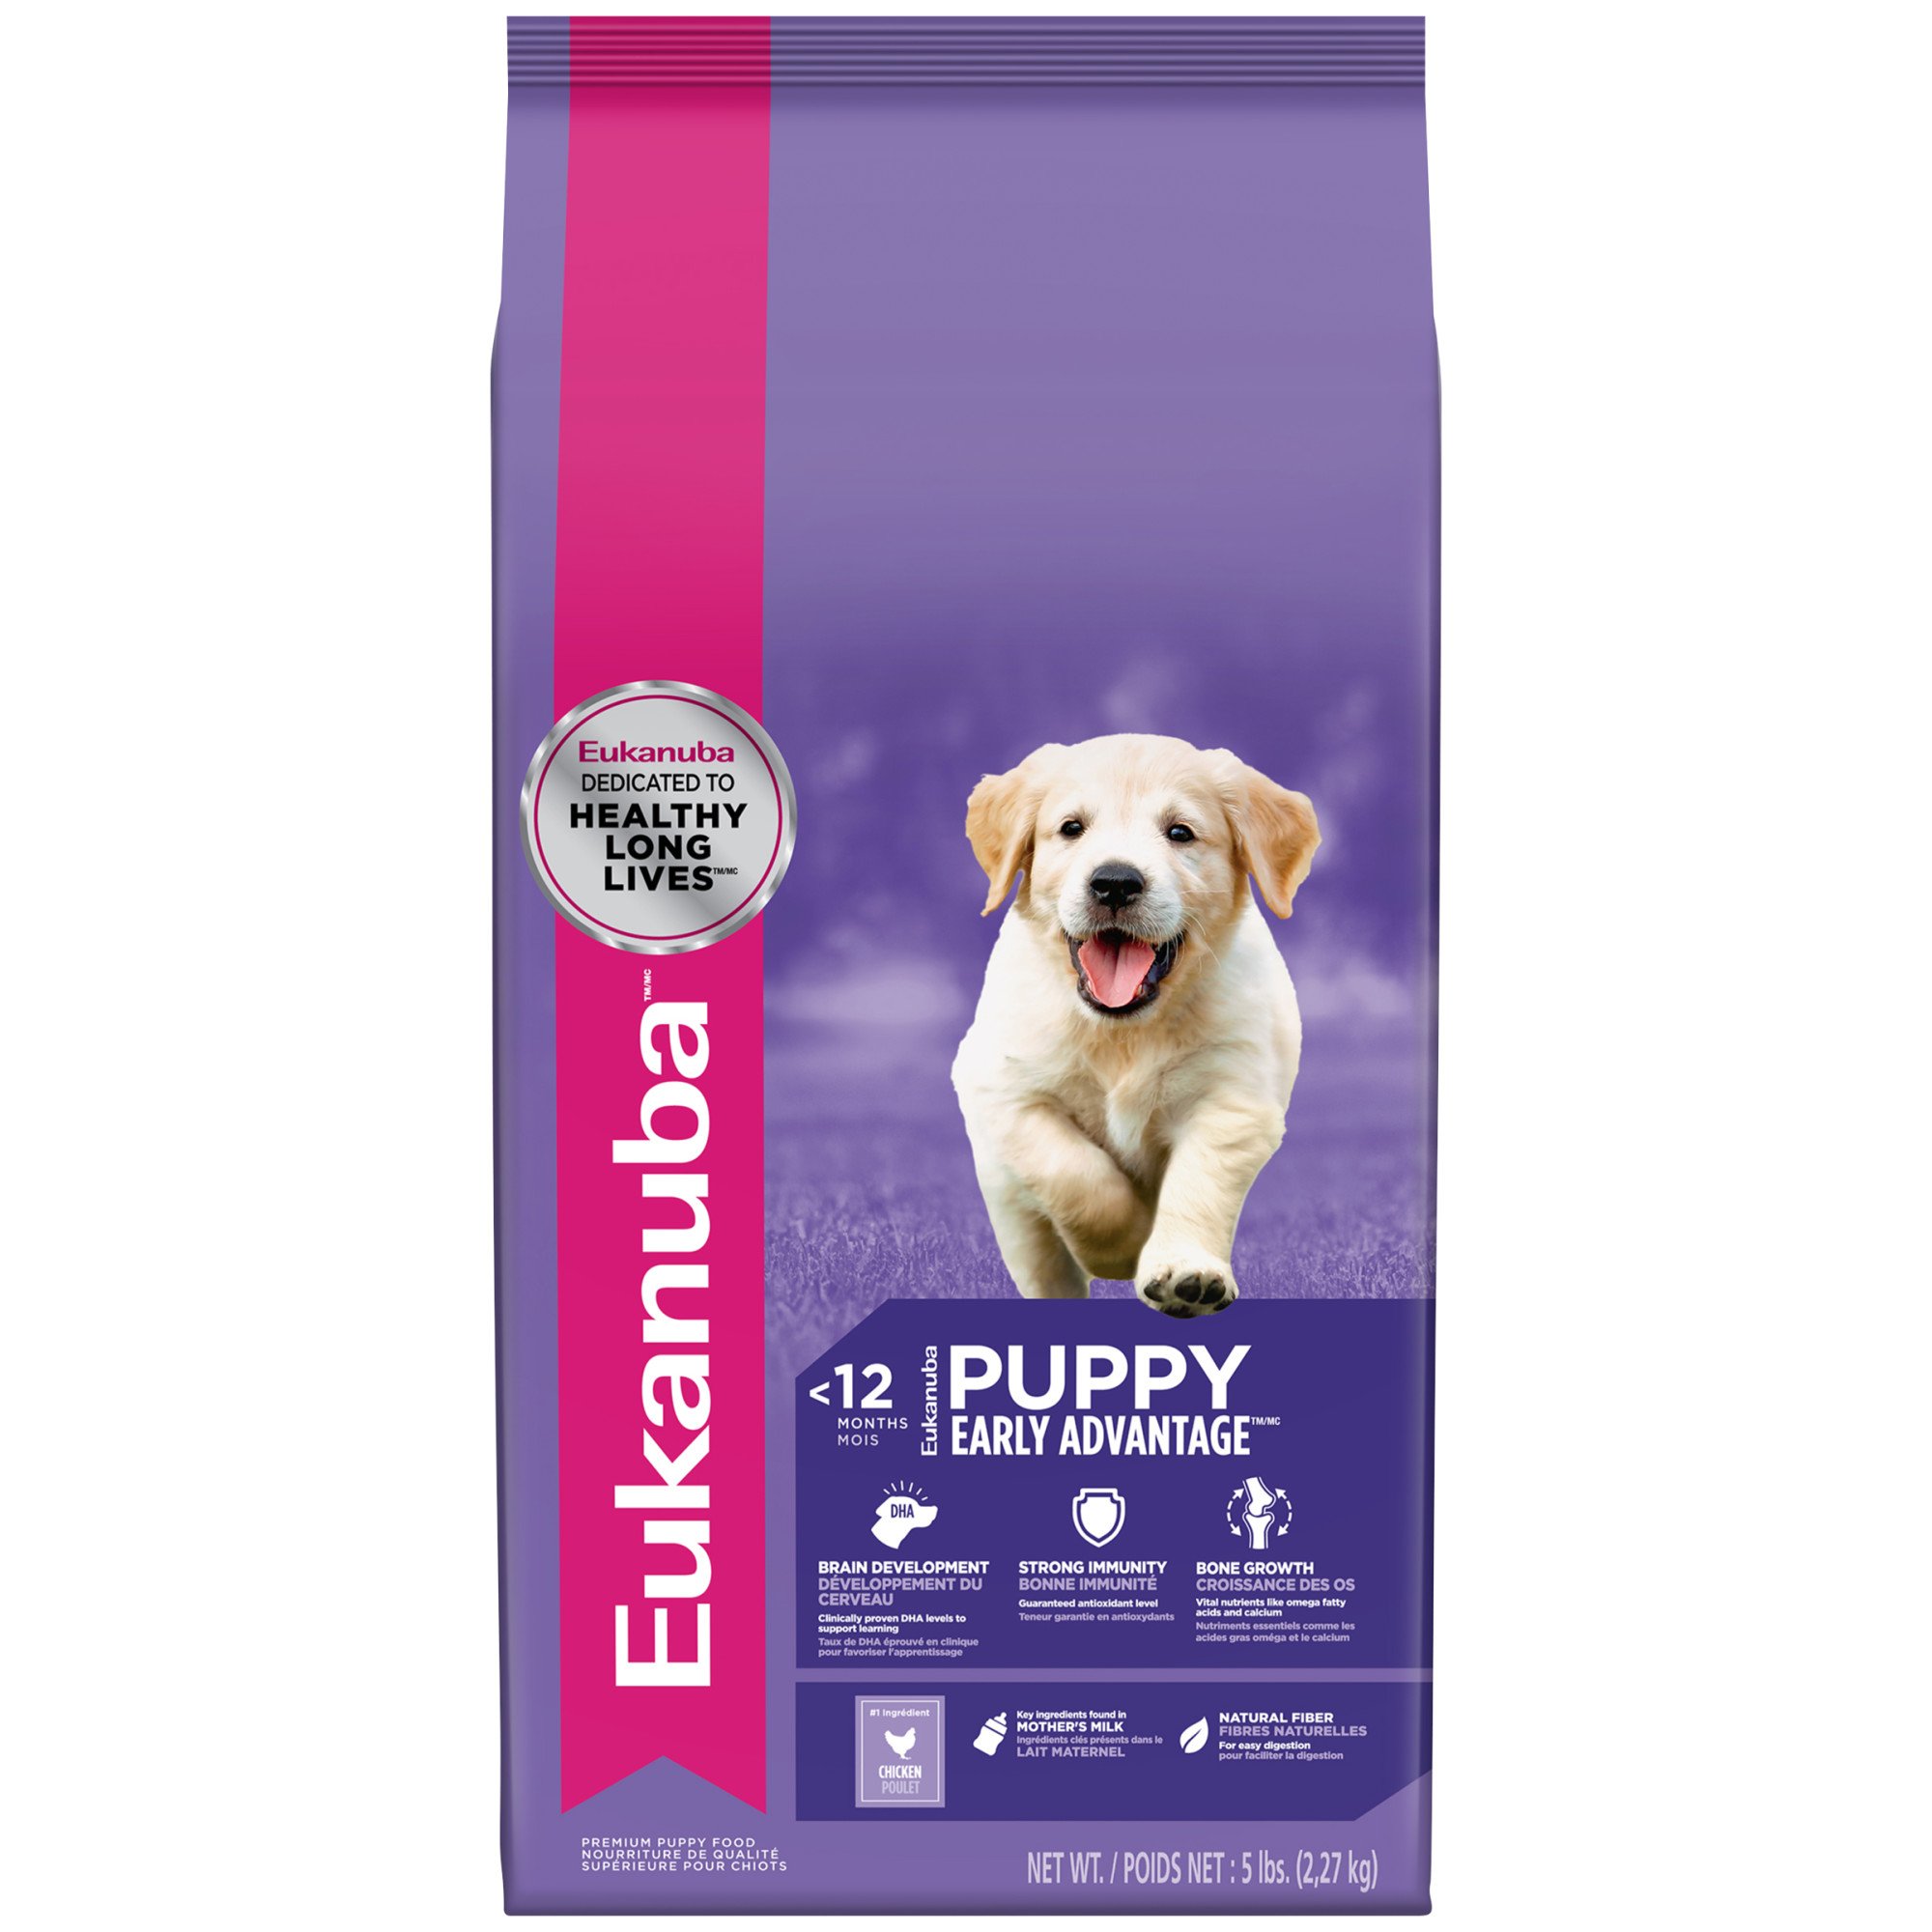 Eukanuba
DEDICATED TO
HEALTHY
LONG
LIVES™/MC
Eukanuba™/MC
<12
MONTHS
MOIS
Eukanuba
PUPPY
EARLY ADVANTAGE™/MC
DHA
BRAIN DEVELOPMENT
DÉVELOPPEMENT DU
CERVEAU
Clinically proven DHA levels to
support learning
Taux de DHA éprouvé en clinique
pour favoriser l'apprentissage
STRONG IMMUNITY
BONNE IMMUNITÉ
Guaranteed antioxidant level
Teneur garantie en antioxydants
BONE GROWTH
CROISSANCE DES OS
Vital nutrients like omega fatty
acids and calcium
Nutriments essentiels comme les
acides gras oméga et le calcium
#1 Ingrédient
CHICKEN
POULET
Key ingredients found in
MOTHER'S MILK
Ingrédients clés présents dans le
LAIT MATERNEL
NATURAL FIBER
FIBRES NATURELLES
For easy digestion
pour faciliter la digestion
PREMIUM PUPPY FOOD
NOURRITURE DE QUALITÉ
SUPÉRIEURE POUR CHIOTS
NET WT. / POIDS NET : 5 lbs. (2,27 kg)